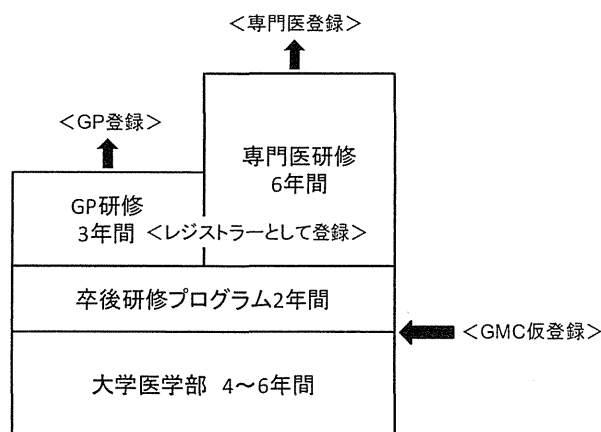 ＜専門医登録＞
＜GP登録＞
専門医研修
6年間
GP研修
3年間
＜レジストラーとして登録＞
卒後研修プログラム2年間
＜GMC仮登録＞
大学医学部 4～6年間